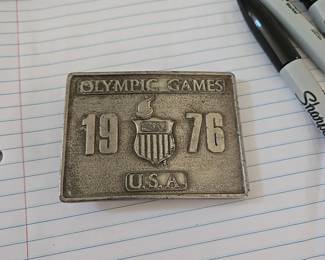 OLYMPIC GAMES
19 76
U.S.A.
Sharpie